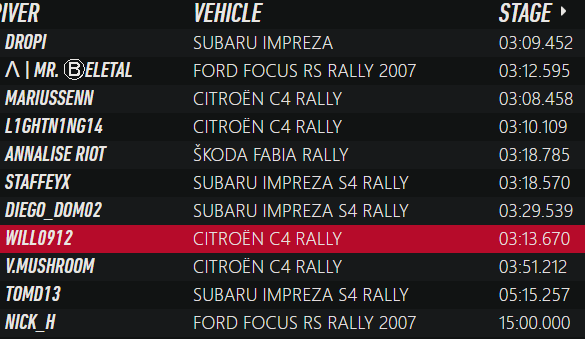 RIVER VEHICLE STAGE
DROPI SUBARU IMPREZA 03:09.452
Λ | MR. ⒷELETAL FORD FOCUS RS RALLY 2007 03:12.595
MARIUSSENN CITROËN C4 RALLY 03:08.458
L1GHTN1NG14 CITROËN C4 RALLY 03:10.109
ANNALISE RIOT ŠKODA FABIA RALLY 03:18.785
STAFFEYX SUBARU IMPREZA S4 RALLY 03:18.570
DIEGO_DOM02 SUBARU IMPREZA S4 RALLY 03:29.539
WILL0912 CITROËN C4 RALLY 03:13.670
V.MUSHROOM CITROËN C4 RALLY 03:51.212
TOMD13 SUBARU IMPREZA S4 RALLY 05:15.257
NICK_H FORD FOCUS RS RALLY 2007 15:00.000